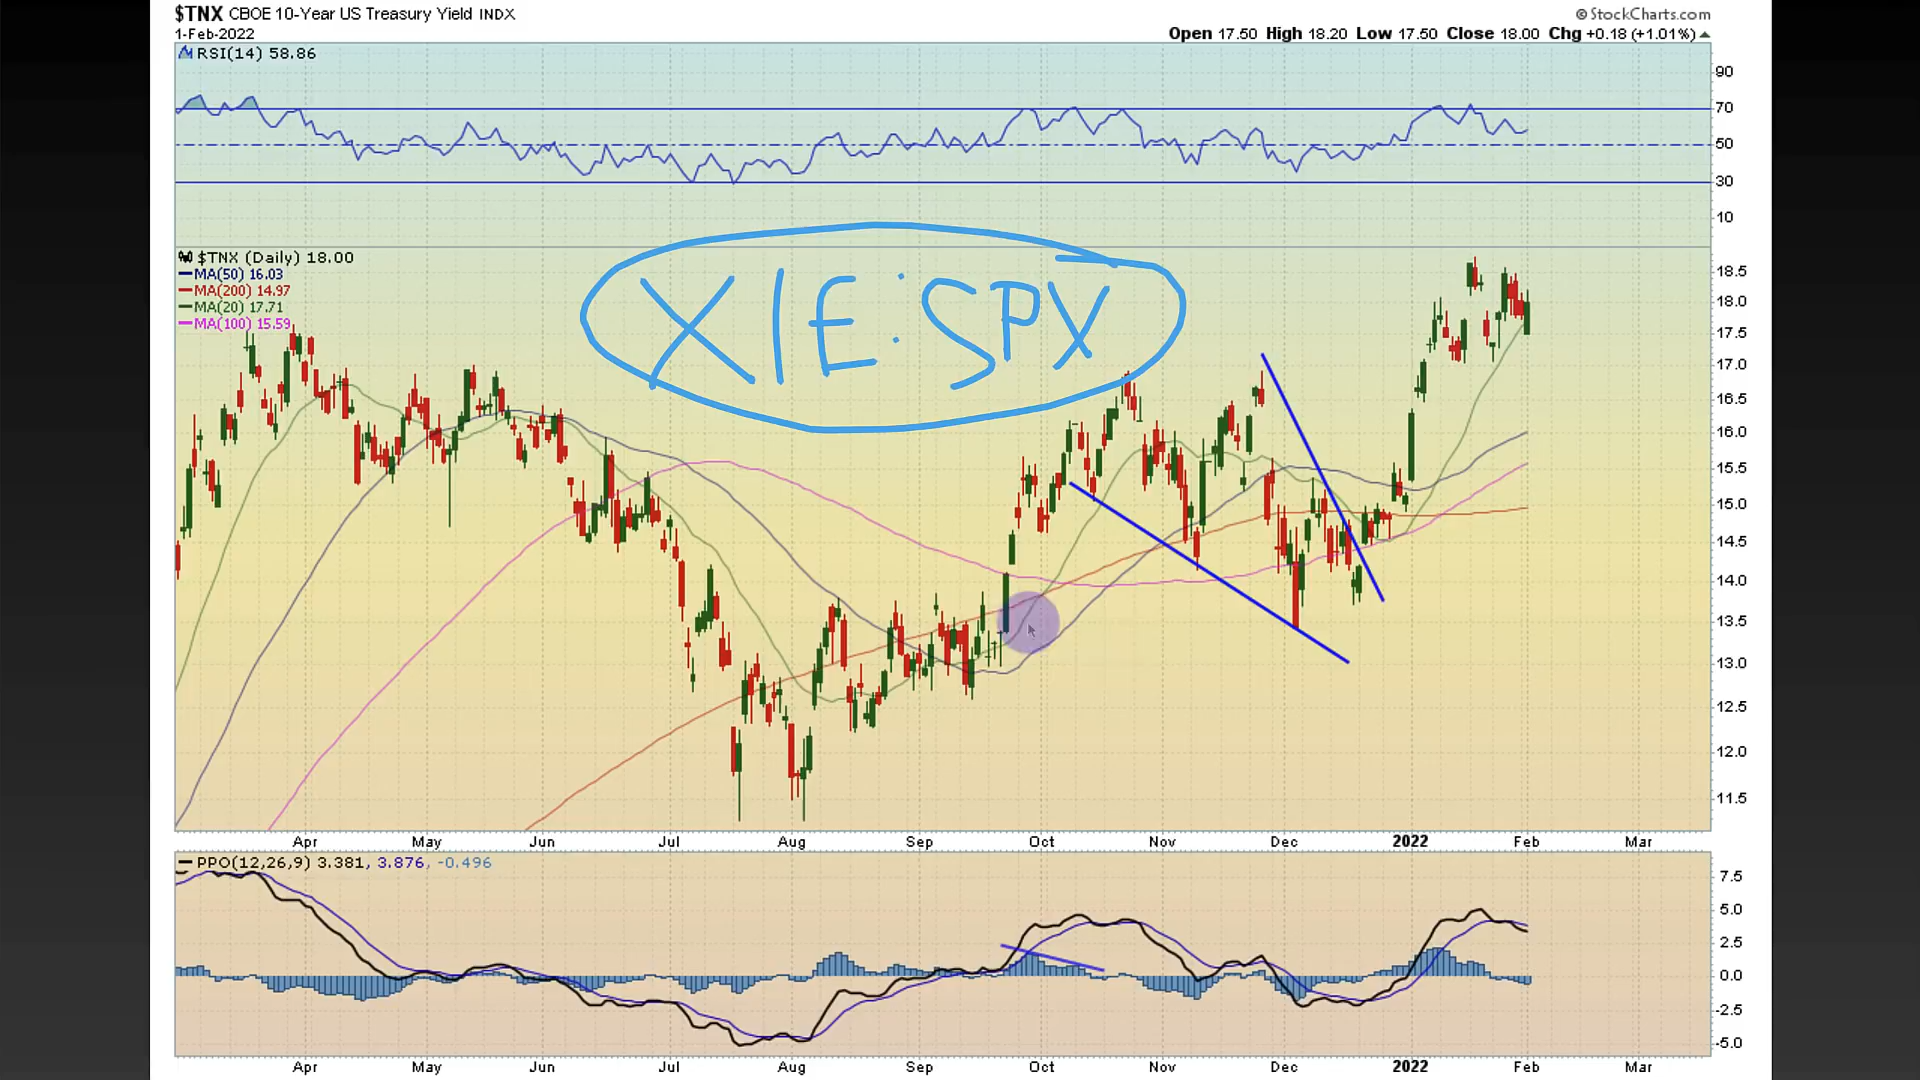 $TNX CBOE 10-Year US Treasury Yield INDX
© StockCharts.com
1-Feb-2022
Open 17.50 High 18.20 Low 17.50 Close 18.00 Chg +0.18 (+1.01%)
RSI(14) 58.86
90
70
50
30
10
$TNX (Daily) 18.00
MA(50) 16.03
MA(200) 14.97
MA(20) 17.71
MA(100) 15.59
XIE:SPX
18.5
18.0
17.5
17.0
16.5
16.0
15.5
15.0
14.5
14.0
13.5
13.0
12.5
12.0
11.5
Apr May Jun Jul Aug Sep Oct Nov Dec 2022 Feb Mar
PPO(12,26,9) 3.381, 3.876, -0.496
7.5
5.0
2.5
0.0
-2.5
-5.0
Apr May Jun Jul Aug Sep Oct Nov Dec 2022 Feb Mar